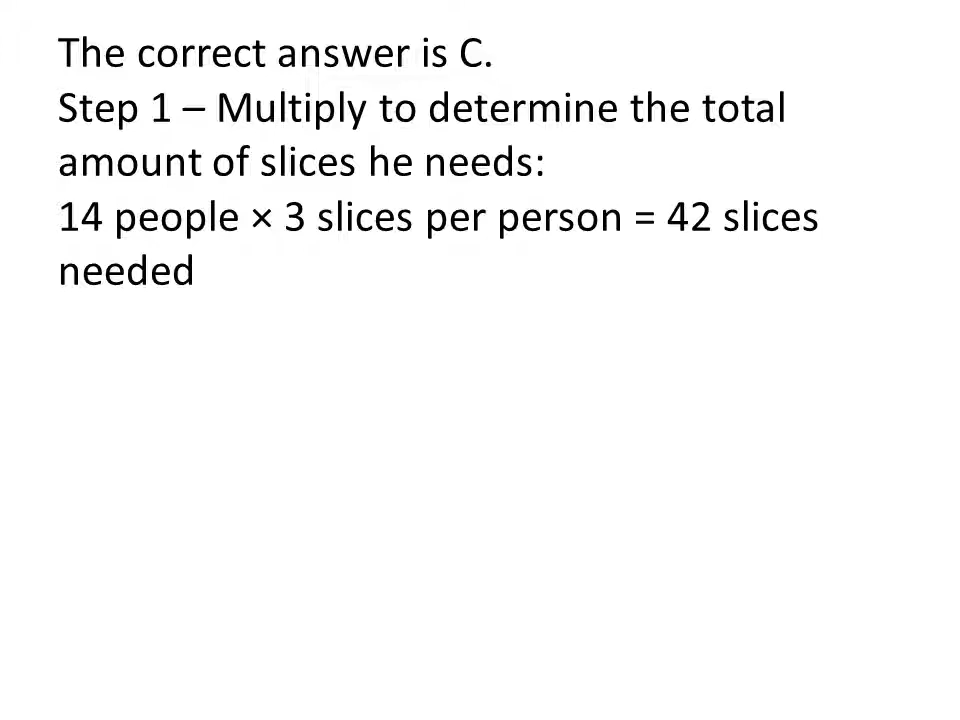 The correct answer is C.
Step 1 – Multiply to determine the total
amount of slices he needs:
14 people × 3 slices per person = 42 slices
needed